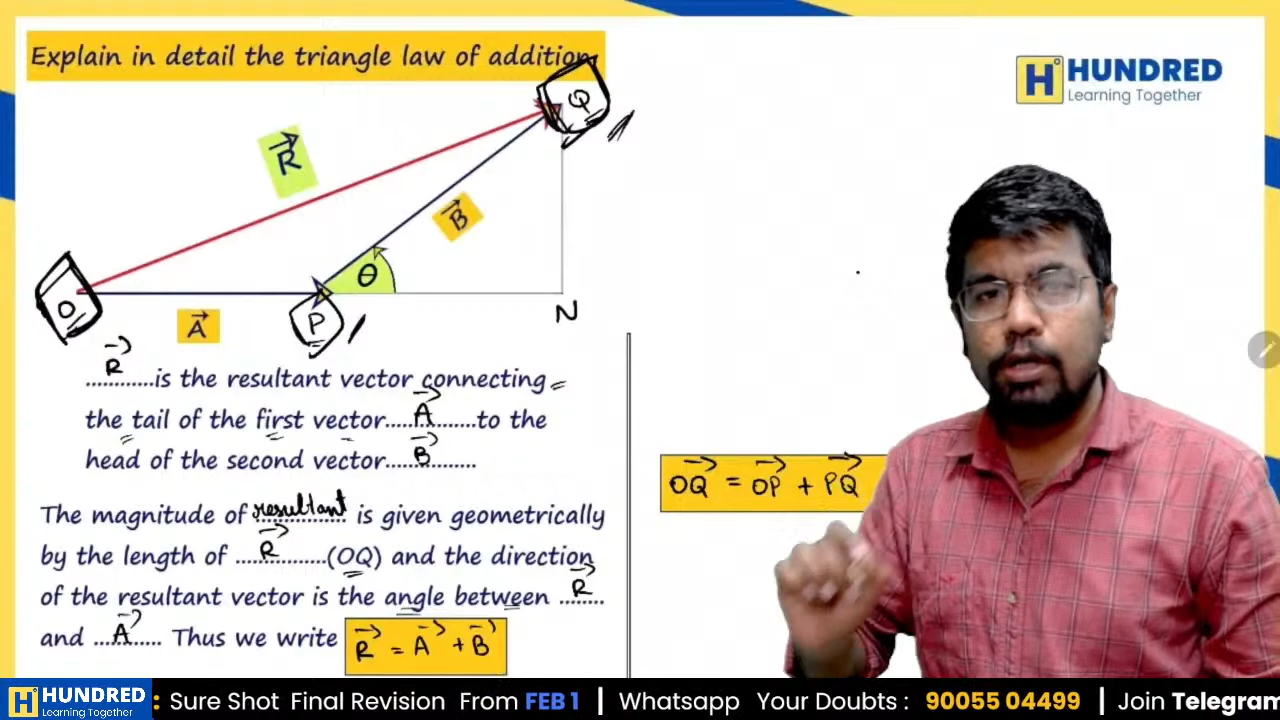 Explain in detail the triangle law of addition
HUNDRED
Learning Together
Q
R
B
θ
O
P
N
A
R
............is the resultant vector connecting
the tail of the first vector.....A........to the
head of the second vector.....B........
The magnitude of resultant is given geometrically
by the length of ....R.........(OQ) and the direction
of the resultant vector is the angle between ..R.....
and ...A...... Thus we write R = A + B
OQ = OP + PQ
HUNDRED
Learning Together
: Sure Shot Final Revision From FEB 1 | Whatsapp Your Doubts : 90055 04499 | Join Telegran